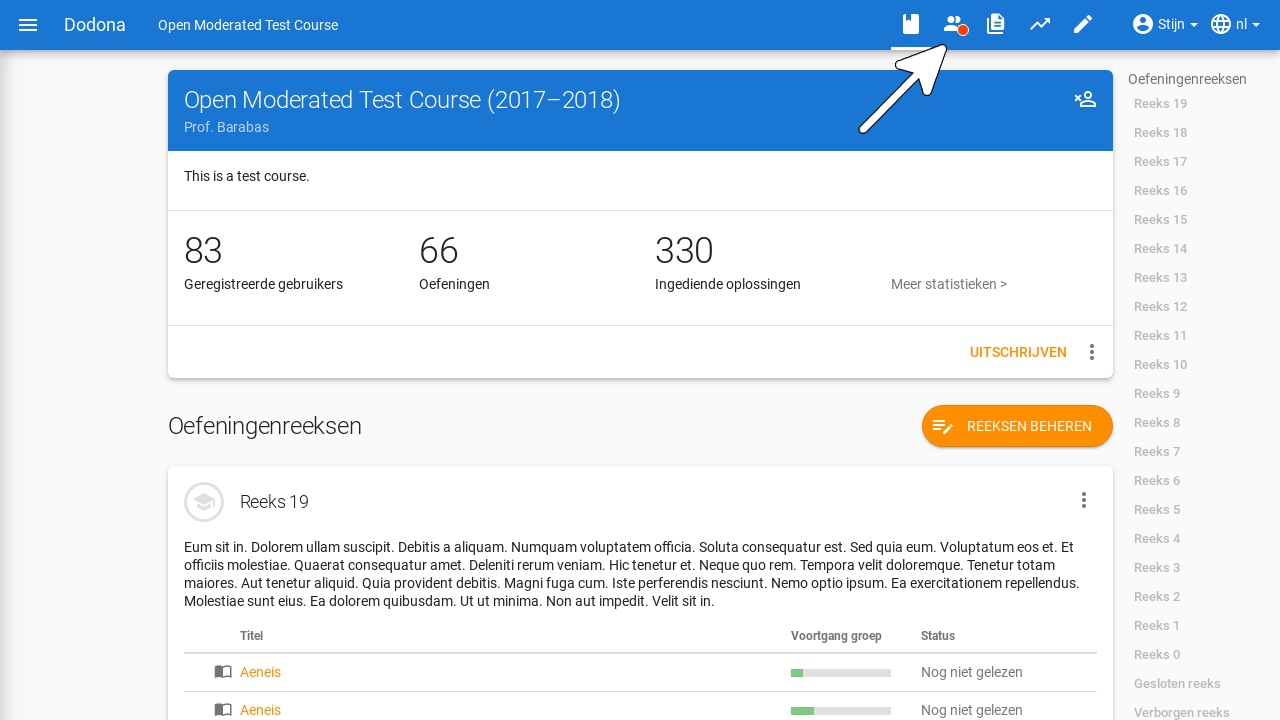 Dodona
Open Moderated Test Course
Stijn
nl
Open Moderated Test Course (2017–2018)
Prof. Barabas
This is a test course.
83
Geregistreerde gebruikers
66
Oefeningen
330
Ingediende oplossingen
Meer statistieken >
UITSCHRIJVEN
Oefeningenreeksen
REEKSEN BEHEREN
Reeks 19
Eum sit in. Dolorem ullam suscipit. Debitis a aliquam. Numquam voluptatem officia. Soluta consequatur est. Sed quia eum. Voluptatum eos et. Et
officiis molestiae. Quaerat consequatur amet. Deleniti rerum veniam. Hic tenetur et. Neque quo rem. Tempora velit doloremque. Tenetur totam
maiores. Aut tenetur aliquid. Quia provident debitis. Magni fuga cum. Iste perferendis nesciunt. Nemo optio ipsum. Ea exercitationem repellendus.
Molestiae sunt eius. Ea dolorem quibusdam. Ut ut minima. Non aut impedit. Velit sit in.
Titel Voortgang groep Status
Aeneis Nog niet gelezen
Aeneis Nog niet gelezen
Oefeningenreeksen
Reeks 19
Reeks 18
Reeks 17
Reeks 16
Reeks 15
Reeks 14
Reeks 13
Reeks 12
Reeks 11
Reeks 10
Reeks 9
Reeks 8
Reeks 7
Reeks 6
Reeks 5
Reeks 4
Reeks 3
Reeks 2
Reeks 1
Reeks 0
Gesloten reeks
Verborgen reeks